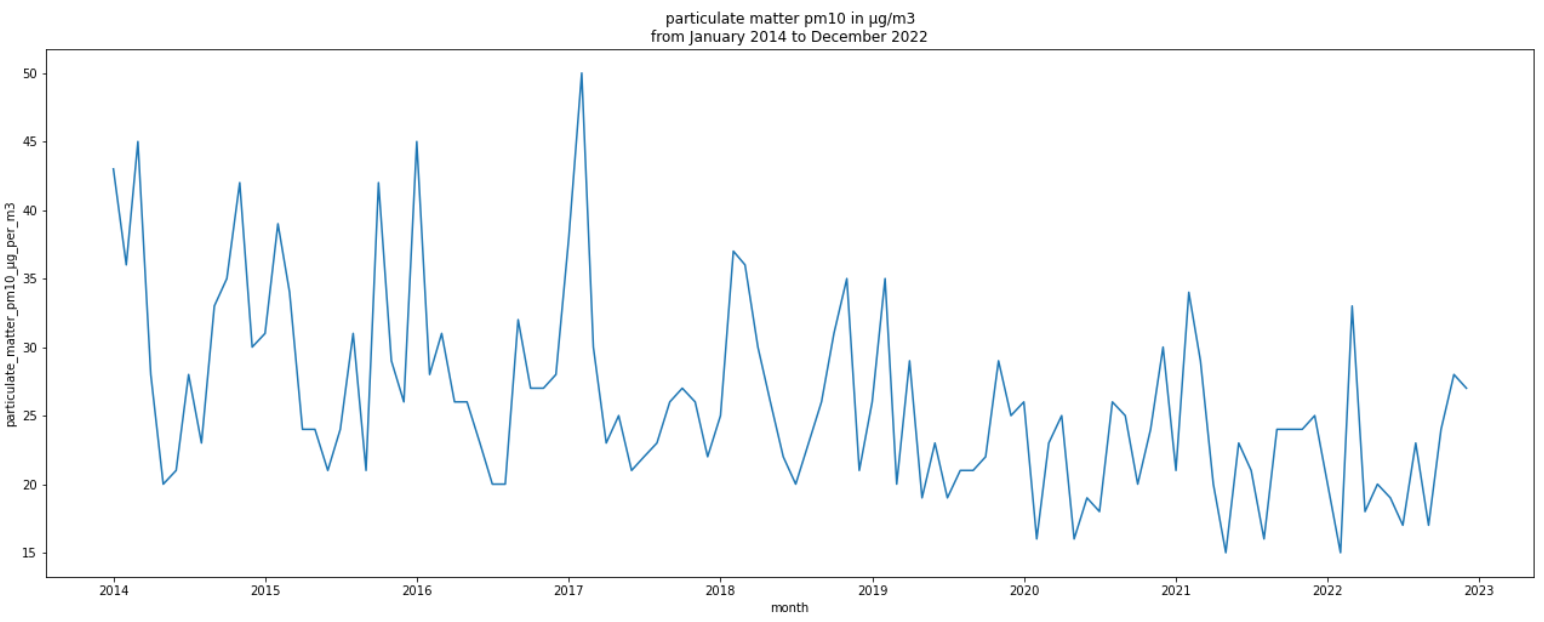 particulate matter pm10 in µg/m3
from January 2014 to December 2022
particulate_matter_pm10_µg_per_m3
50
45
40
35
30
25
20
15
2014 2015 2016 2017 2018 2019 2020 2021 2022 2023
month